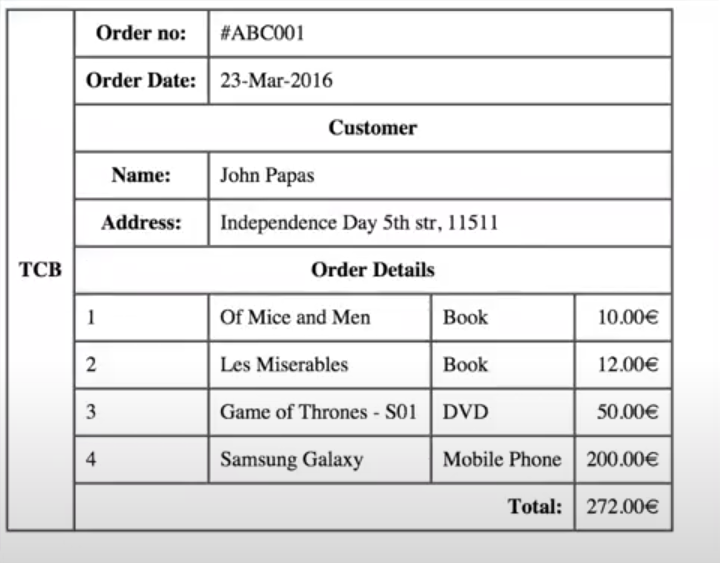 Order no: #ABC001
Order Date: 23-Mar-2016
Customer
Name: John Papas
Address: Independence Day 5th str, 11511
TCB
Order Details
1 Of Mice and Men Book 10.00€
2 Les Miserables Book 12.00€
3 Game of Thrones - S01 DVD 50.00€
4 Samsung Galaxy Mobile Phone 200.00€
Total: 272.00€